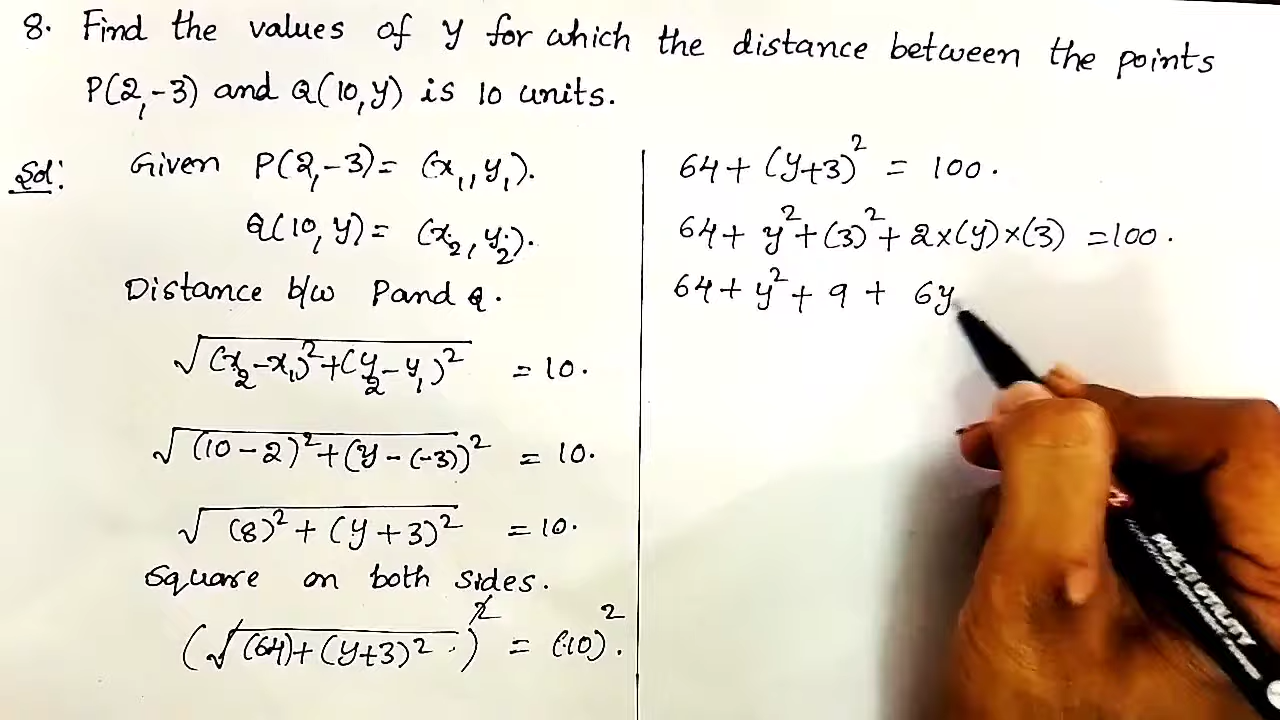 8. Find the values of y for which the distance between the points
P(2,-3) and Q(10,y) is 10 units.
Sol:
Given P(2,-3) = (x₁, y₁).
Q(10, y) = (x₂, y₂).
Distance b/w P and Q.
√(x₂-x₁)²+(y₂-y₁)² = 10.
√(10-2)²+(y-(-3))² = 10.
√(8)²+(y+3)² = 10.
Square on both sides.
(√(64)+(y+3)²)² = (10)².
64+(y+3)² = 100.
64+y²+(3)²+2×(y)×(3) = 100.
64+y²+9+6y
MULTI UTILITY